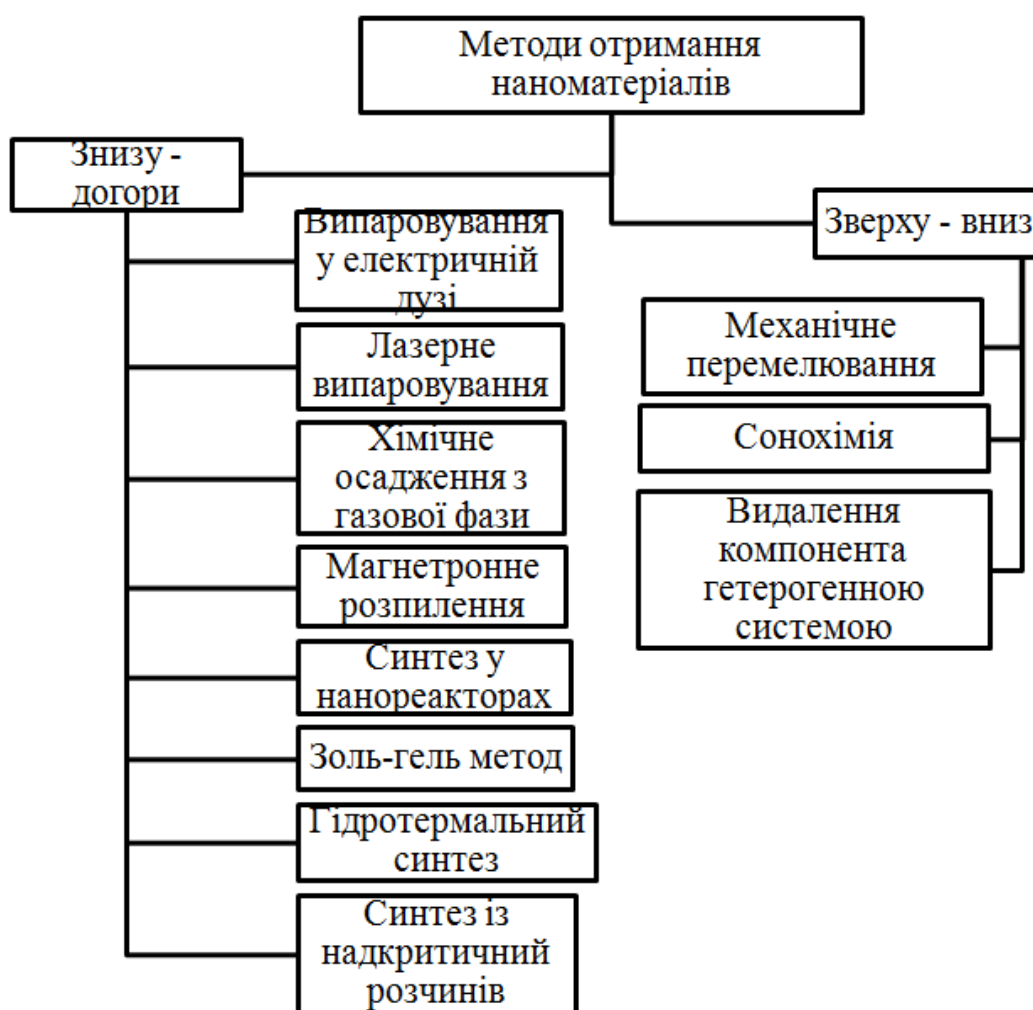 Методи отримання
наноматеріалів
Знизу -
догори
Випаровування
у електричній
дузі
Лазерне
випаровування
Хімічне
осадження з
газової фази
Магнетронне
розпилення
Синтез у
нанореакторах
Золь-гель метод
Гідротермальний
синтез
Синтез із
надкритичний
розчинів
Зверху - вниз
Механічне
перемелювання
Сонохімія
Видалення
компонента
гетерогенною
системою